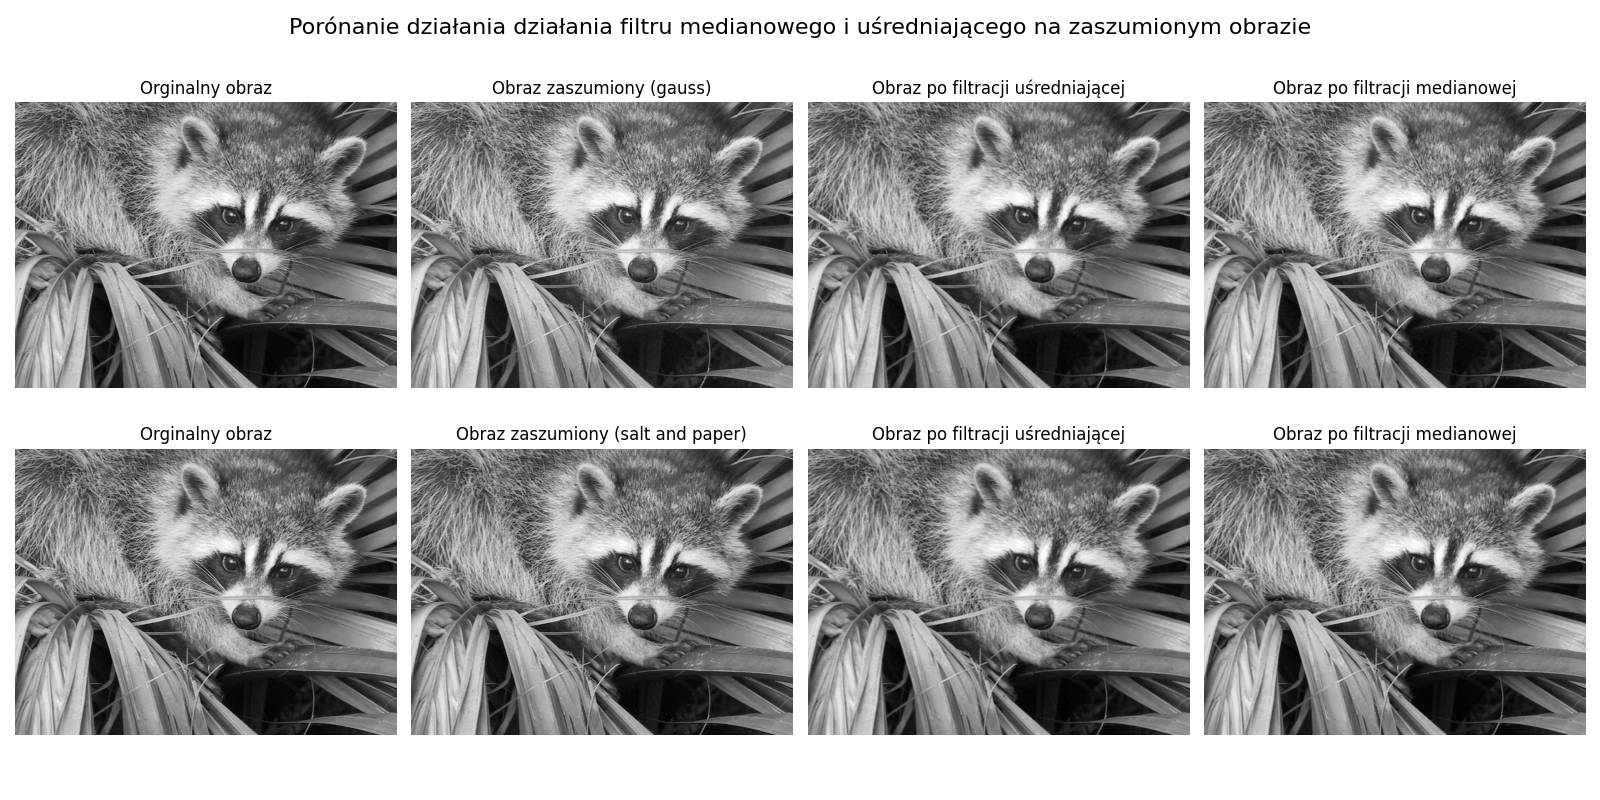 Porónanie działania działania filtru medianowego i uśredniającego na zaszumionym obrazie
Orginalny obraz
Obraz zaszumiony (gauss)
Obraz po filtracji uśredniającej
Obraz po filtracji medianowej
Orginalny obraz
Obraz zaszumiony (salt and paper)
Obraz po filtracji uśredniającej
Obraz po filtracji medianowej